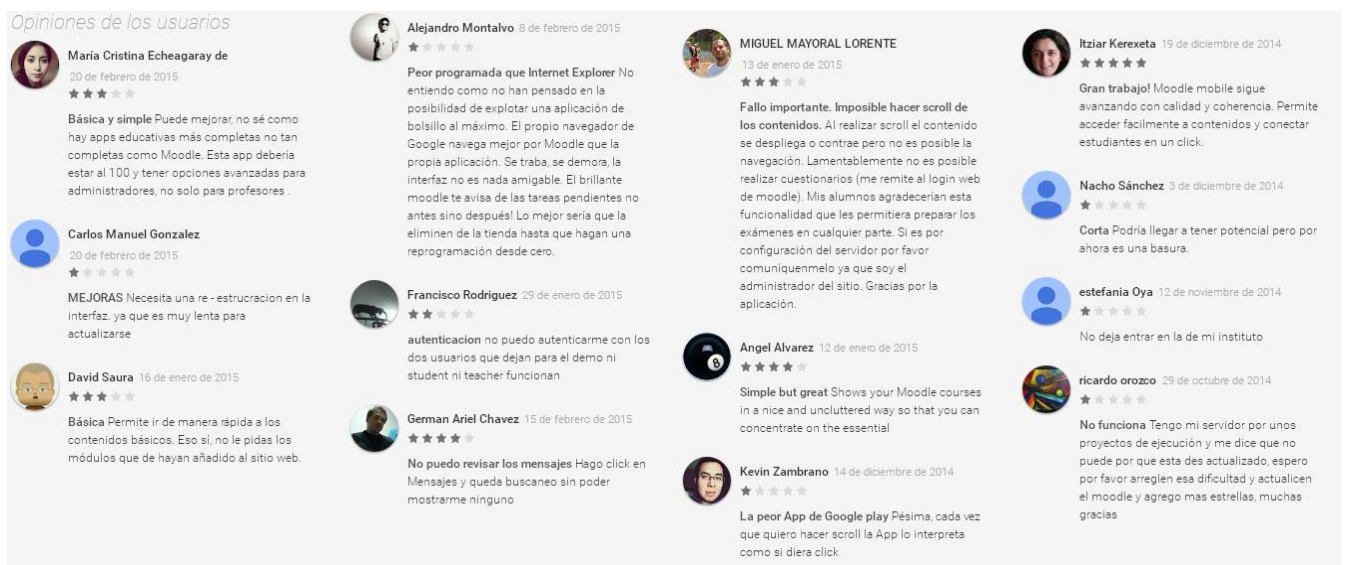 Opiniones de los usuarios
María Cristina Echeagaray de
20 de febrero de 2015
Básica y simple Puede mejorar, no sé como
hay apps educativas más completas no tan
completas como Moodle. Esta app debería
estar al 100 y tener opciones avanzadas para
administradores, no solo para profesores .
Carlos Manuel Gonzalez
20 de febrero de 2015
MEJORAS Necesita una re - estrucracion en la
interfaz. ya que es muy lenta para
actualizarse
David Saura 16 de enero de 2015
Básica Permite ir de manera rápida a los
contenidos básicos. Eso sí, no le pidas los
módulos que de hayan añadido al sitio web.
Alejandro Montalvo 8 de febrero de 2015
Peor programada que Internet Explorer No
entiendo como no han pensado en la
posibilidad de explotar una aplicación de
bolsillo al máximo. El propio navegador de
Google navega mejor por Moodle que la
propia aplicación. Se traba, se demora, la
interfaz no es nada amigable. El brillante
moodle te avisa de las tareas pendientes no
antes sino después! Lo mejor sería que la
eliminen de la tienda hasta que hagan una
reprogramación desde cero.
Francisco Rodriguez 29 de enero de 2015
autenticacion no puedo autenticarme con los
dos usuarios que dejan para el demo ni
student ni teacher funcionan
German Ariel Chavez 15 de febrero de 2015
No puedo revisar los mensajes Hago click en
Mensajes y queda buscaneo sin poder
mostrarme ninguno
MIGUEL MAYORAL LORENTE
13 de enero de 2015
Fallo importante. Imposible hacer scroll de
los contenidos. Al realizar scroll el contenido
se despliega o contrae pero no es posible la
navegación. Lamentablemente no es posible
realizar cuestionarios (me remite al login web
de moodle). Mis alumnos agradecerian esta
funcionalidad que les permitiera preparar los
exámenes en cualquier parte. Si es por
configuración del servidor por favor
comuníquenmelo ya que soy el
administrador del sitio. Gracias por la
aplicación.
Angel Alvarez 12 de enero de 2015
Simple but great Shows your Moodle courses
in a nice and uncluttered way so that you can
concentrate on the essential
Kevin Zambrano 14 de diciembre de 2014
La peor App de Google play Pésima, cada vez
que quiero hacer scroll la App lo interpreta
como si diera click
Itziar Kerexeta 19 de diciembre de 2014
Gran trabajo! Moodle mobile sigue
avanzando con calidad y coherencia. Permite
acceder facilmente a contenidos y conectar
estudiantes en un click.
Nacho Sánchez 3 de diciembre de 2014
Corta Podría llegar a tener potencial pero por
ahora es una basura.
estefania Oya 12 de noviembre de 2014
No deja entrar en la de mi instituto
ricardo orozco 29 de octubre de 2014
No funciona Tengo mi servidor por unos
proyectos de ejecución y me dice que no
puede por que esta des actualizado, espero
por favor arreglen esa dificultad y actualicen
el moodle y agrego mas estrellas, muchas
gracias